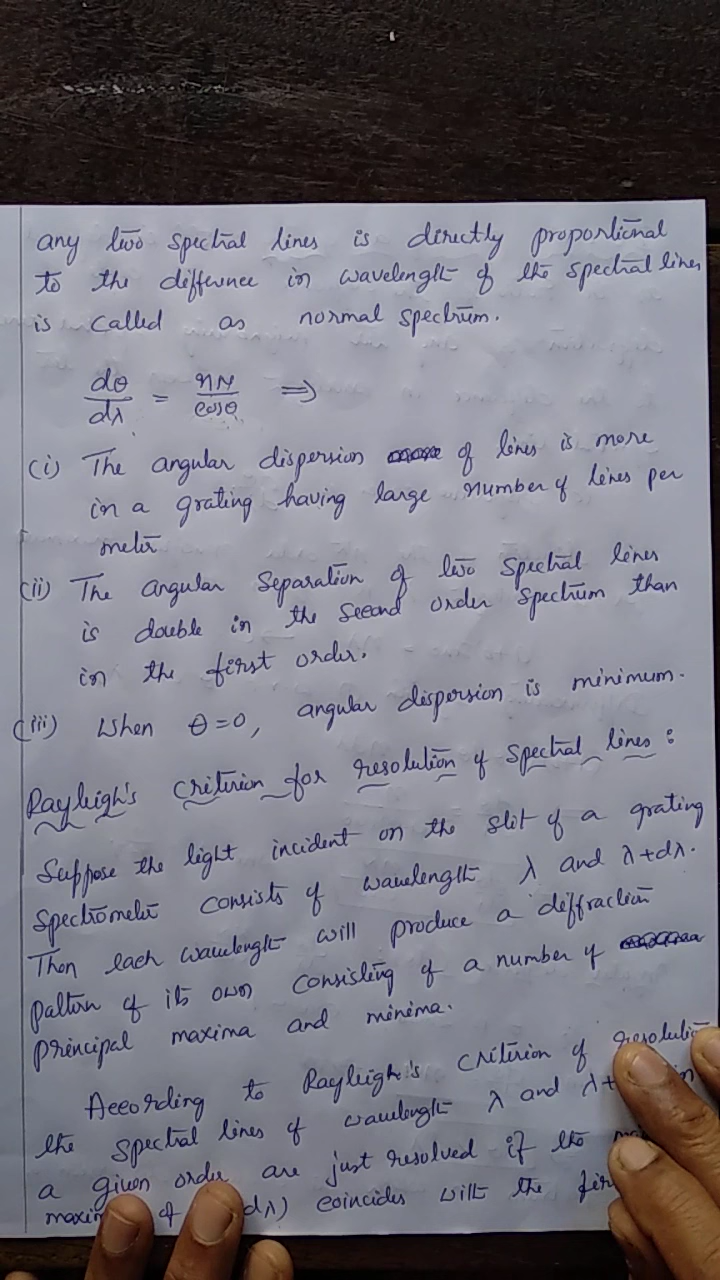 any two spectral lines is directly proportional
to the difference in wavelength of the spectral lines
is called as normal spectrum.
dθ/dλ = nN/cosθ ⇒
(i) The angular dispersion of lines is more
in a grating having large number of lines per
meter
(ii) The angular separation of two spectral lines
is double in the second order spectrum than
in the first order.
(iii) When θ=0, angular dispersion is minimum.
Rayleigh's criterion for resolution of spectral lines :
Suppose the light incident on the slit of a grating
Spectrometer consists of wavelength λ and λ+dλ.
Then each wavelength will produce a diffraction
pattern of its own consisting of a number of
principal maxima and minima.
According to Rayleigh's criterion of resolution
the spectral lines of wavelength λ and λ+ in
a given order are just resolved if the
of dλ) coincides with the